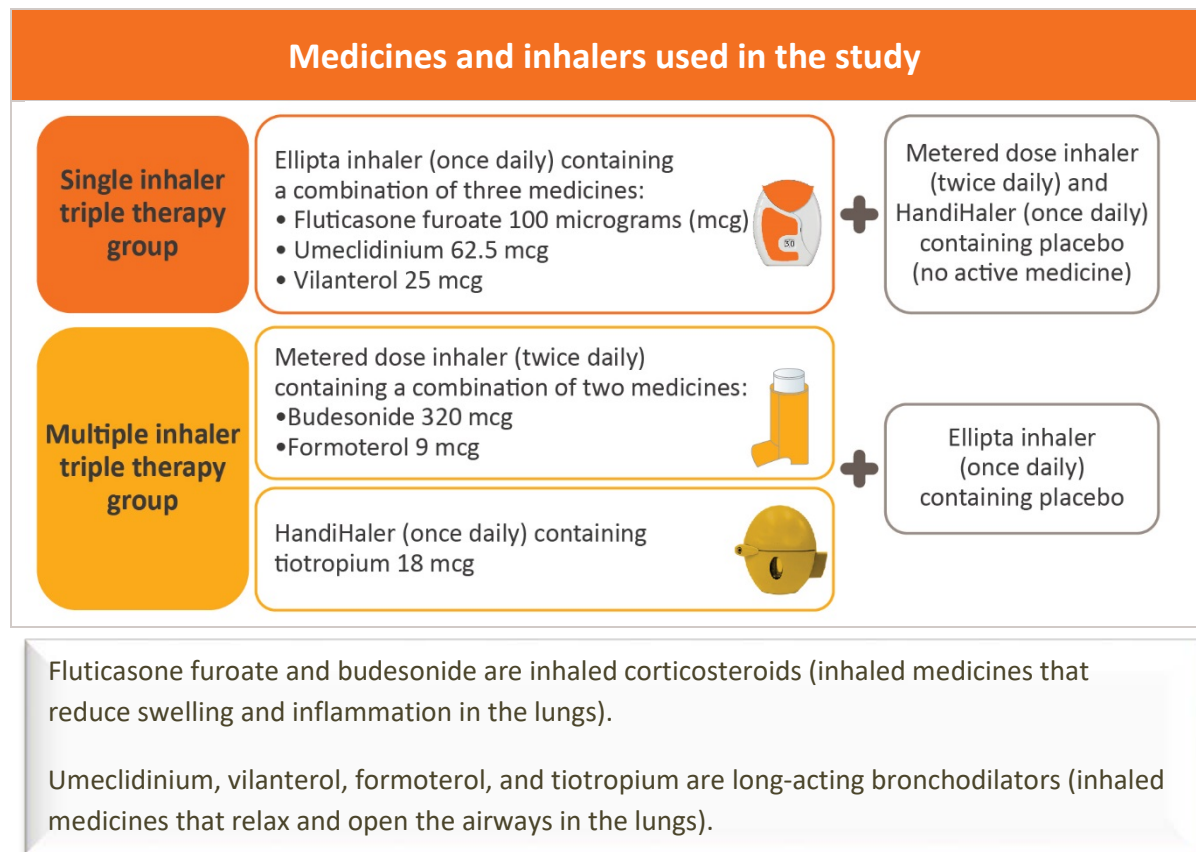 Medicines and inhalers used in the study
Single inhaler
triple therapy
group
Ellipta inhaler (once daily) containing
a combination of three medicines:
• Fluticasone furoate 100 micrograms (mcg)
• Umeclidinium 62.5 mcg
• Vilanterol 25 mcg
30
Metered dose inhaler
(twice daily) and
HandiHaler (once daily)
containing placebo
(no active medicine)
Multiple inhaler
triple therapy
group
Metered dose inhaler (twice daily)
containing a combination of two medicines:
•Budesonide 320 mcg
•Formoterol 9 mcg
HandiHaler (once daily) containing
tiotropium 18 mcg
Ellipta inhaler
(once daily)
containing placebo
Fluticasone furoate and budesonide are inhaled corticosteroids (inhaled medicines that
reduce swelling and inflammation in the lungs).
Umeclidinium, vilanterol, formoterol, and tiotropium are long-acting bronchodilators (inhaled
medicines that relax and open the airways in the lungs).